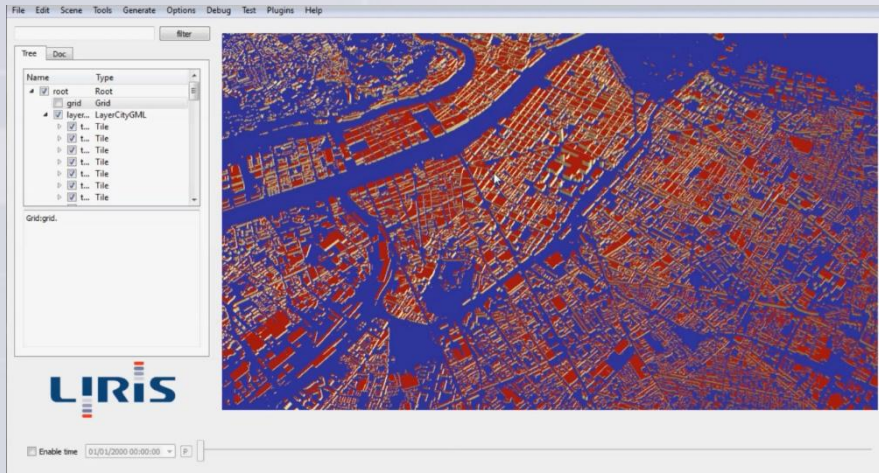 File Edit Scene Tools Generate Options Debug Test Plugins Help
filter
Tree Doc
Name Type
root Root
grid Grid
layer... LayerCityGML
t... Tile
t... Tile
t... Tile
t... Tile
t... Tile
t... Tile
Grid:grid.
LIRIS
Enable time 01/01/2000 00:00:00 P